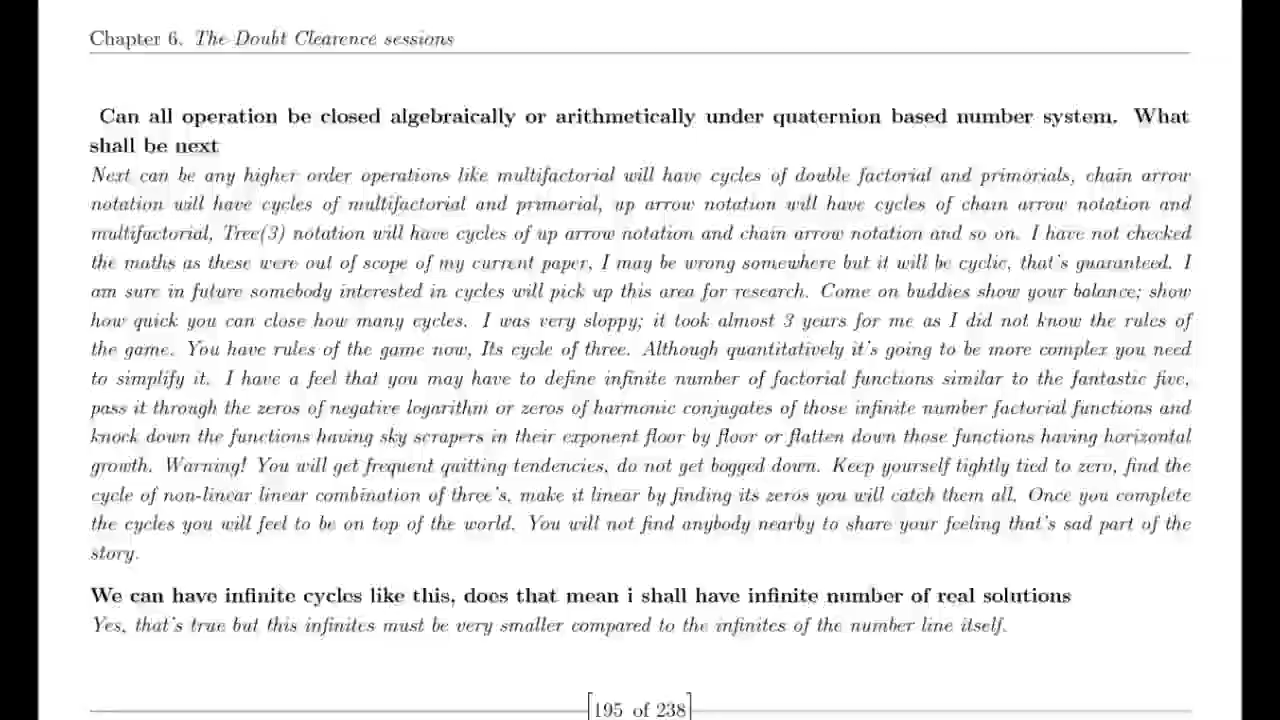 Chapter 6. The Doubt Clearence sessions
Can all operation be closed algebraically or arithmetically under quaternion based number system. What
shall be next
Next can be any higher order operations like multifactorial will have cycles of double factorial and primorials, chain arrow
notation will have cycles of multifactorial and primorial, up arrow notation will have cycles of chain arrow notation and
multifactorial, Tree(3) notation will have cycles of up arrow notation and chain arrow notation and so on. I have not checked
the maths as these were out of scope of my current paper, I may be wrong somewhere but it will be cyclic, that's guaranteed. I
am sure in future somebody interested in cycles will pick up this area for research. Come on buddies show your balance; show
how quick you can close how many cycles. I was very sloppy; it took almost 3 years for me as I did not know the rules of
the game. You have rules of the game now, Its cycle of three. Although quantitatively it's going to be more complex you need
to simplify it. I have a feel that you may have to define infinite number of factorial functions similar to the fantastic five,
pass it through the zeros of negative logarithm or zeros of harmonic conjugates of those infinite number factorial functions and
knock down the functions having sky scrapers in their exponent floor by floor or flatten down those functions having horizontal
growth. Warning! You will get frequent quitting tendencies, do not get bogged down. Keep yourself tightly tied to zero, find the
cycle of non-linear linear combination of three's, make it linear by finding its zeros you will catch them all. Once you complete
the cycles you will feel to be on top of the world. You will not find anybody nearby to share your feeling that's sad part of the
story.
We can have infinite cycles like this, does that mean i shall have infinite number of real solutions
Yes, that's true but this infinites must be very smaller compared to the infinites of the number line itself.
[195 of 238]